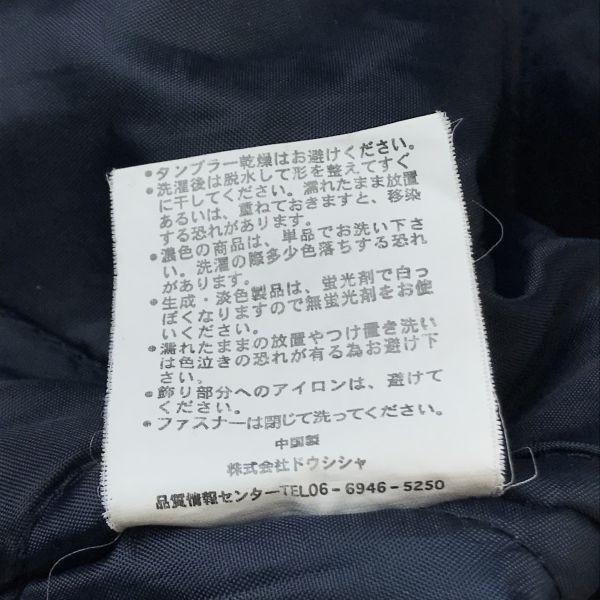 ・タンブラー乾燥はお避けください。
・洗濯後は脱水して形を整えてすぐ
に干してください。濡れたまま放置
あるいは、重ねておきますと、移染
する恐れがあります。
・濃色の商品は、単品でお洗い下さ
い。洗濯の際多少色落ちする恐れ
があります。
・生成・淡色製品は、蛍光剤で白っ
ぽくなりますので無蛍光剤をお使
いください。
・濡れたままの放置やつけ置き洗い
は色泣きの恐れが有る為お避け下
さい。
・飾り部分へのアイロンは、避けて
ください。
・ファスナーは閉じて洗ってください。
中国製
株式会社ドウシシャ
品質情報センターTEL06-6946-5250